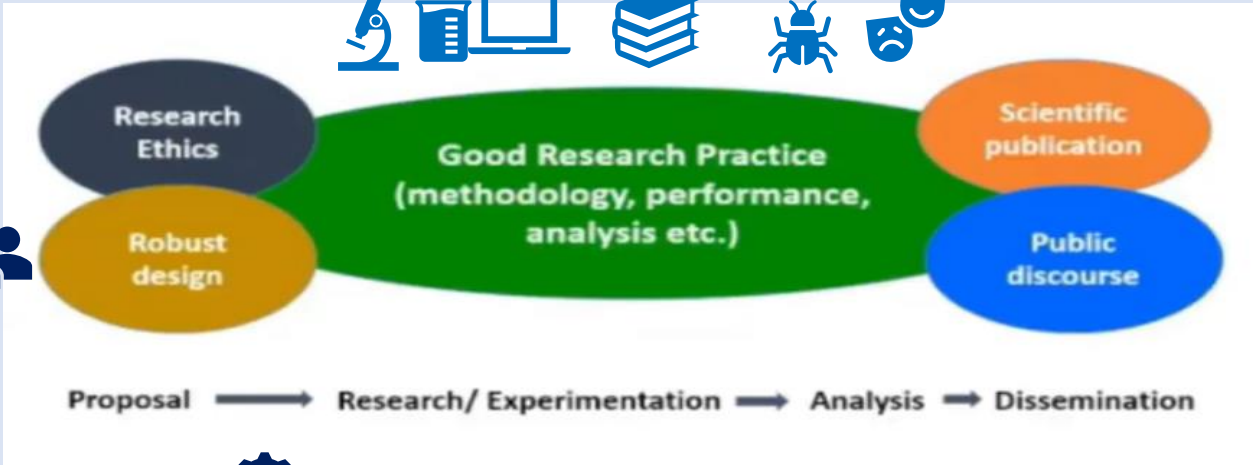 Research
Ethics
Robust
design
Good Research Practice
(methodology, performance,
analysis etc.)
Scientific
publication
Public
discourse
Proposal
Research/ Experimentation
Analysis
Dissemination